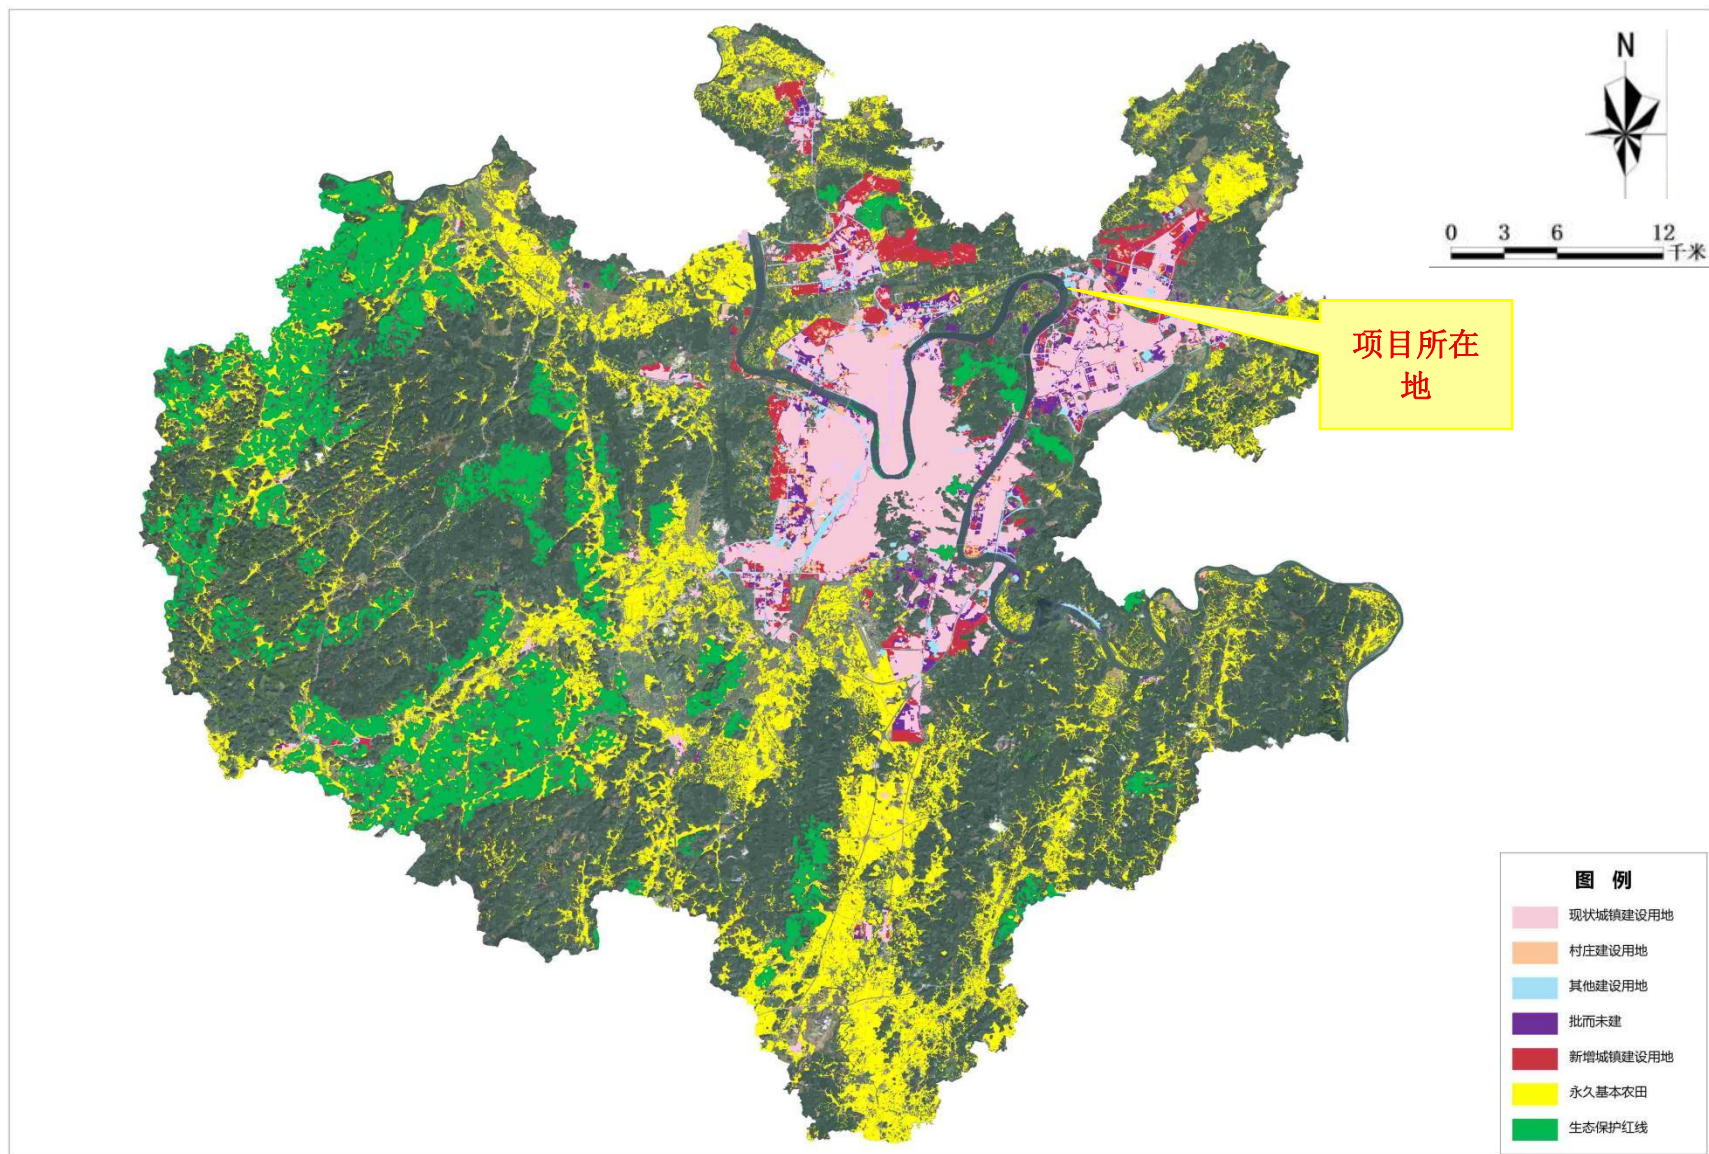 N
0 3 6 12
千米
项目所在
地
图 例
现状城镇建设用地
村庄建设用地
其他建设用地
批而未建
新增城镇建设用地
永久基本农田
生态保护红线